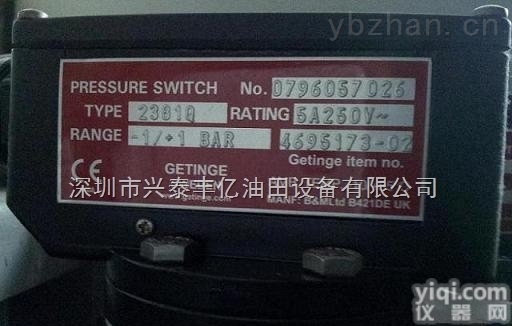 ybzhan.cn
PRESSURE SWITCH No. 0796057026
TYPE 2381Q RATING 5A250V~
RANGE -1/+1 BAR 4695173-02
Getinge item no.
CE GETINGE
深圳市兴泰丰亿油田设备有限公司
MANF: B&MLtd B421DE UK
yiqi.com
仪器网